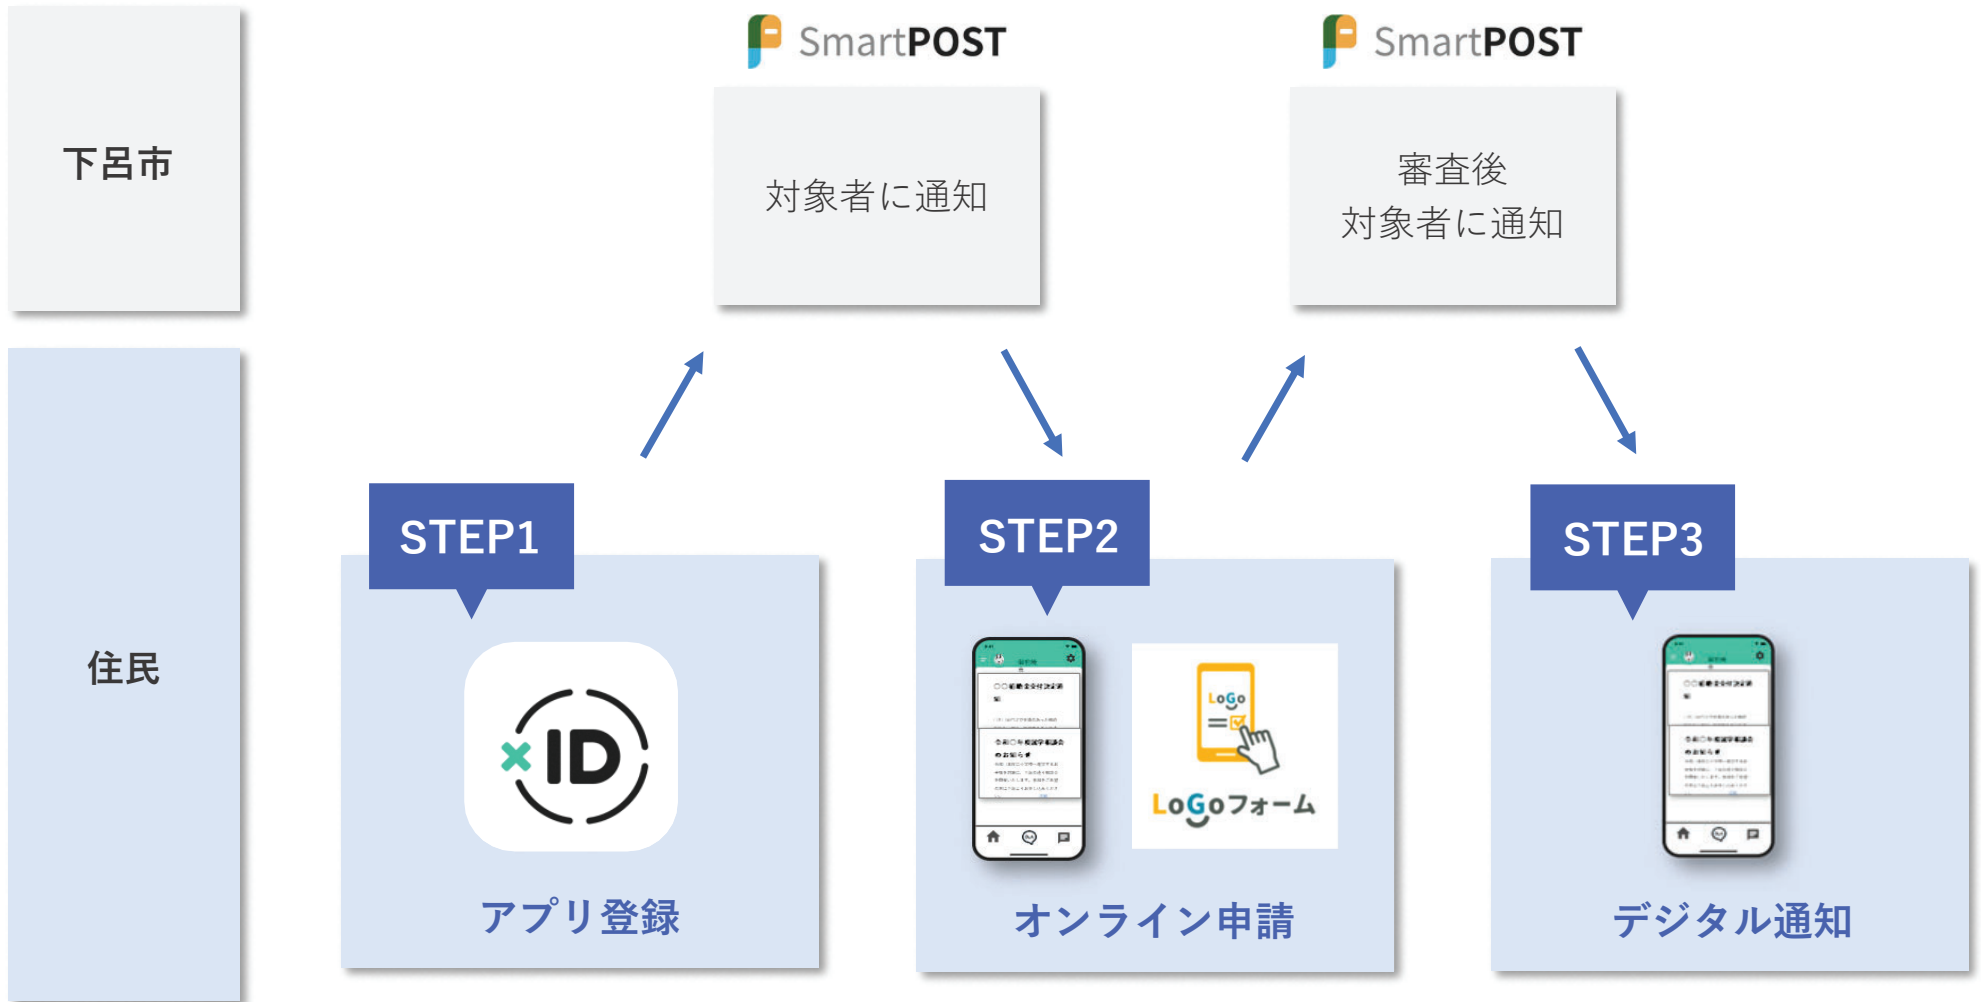 SmartPOST
SmartPOST
下呂市
対象者に通知
審査後
対象者に通知
住民
STEP1
STEP2
STEP3
×ID
LoGo
LoGoフォーム
アプリ登録
オンライン申請
デジタル通知